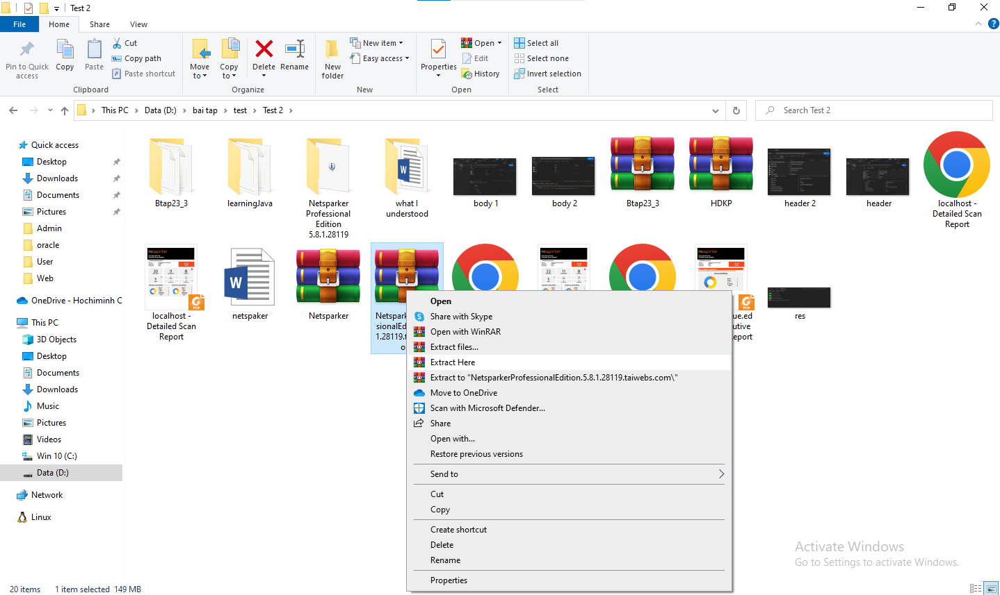 Test 2
File
Home
Share
View
Pin to Quick
access
Copy
Paste
Cut
Copy path
Paste shortcut
Clipboard
Move
to
Copy
to
Delete
Rename
Organize
New
folder
New item
Easy access
New
Properties
Open
Edit
History
Open
Select all
Select none
Invert selection
Select
This PC
Data (D:)
bai tap
test
Test 2
Search Test 2
Quick access
Desktop
Downloads
Documents
Pictures
Admin
oracle
User
Web
OneDrive - Hochiminh C
This PC
3D Objects
Desktop
Documents
Downloads
Music
Pictures
Videos
Win 10 (C:)
Data (D:)
Network
Linux
Btap23_3
learningJava
Netsparker
Professional
Edition
5.8.1.28119
what I
understood
body 1
body 2
Btap23_3
HDKP
header 2
header
localhost -
Detailed Scan
Report
localhost -
Detailed Scan
Report
netspaker
Netsparker
Netspark
sionalEd
1.28119.t
o
ue.ed
utive
eport
res
PDF
Open
Share with Skype
Open with WinRAR
Extract files...
Extract Here
Extract to "NetsparkerProfessionalEdition.5.8.1.28119.taiwebs.com\"
Move to OneDrive
Scan with Microsoft Defender...
Share
Open with...
Restore previous versions
Send to
Cut
Copy
Create shortcut
Delete
Rename
Properties
Activate Windows
Go to Settings to activate Windows.
20 items
1 item selected 149 MB